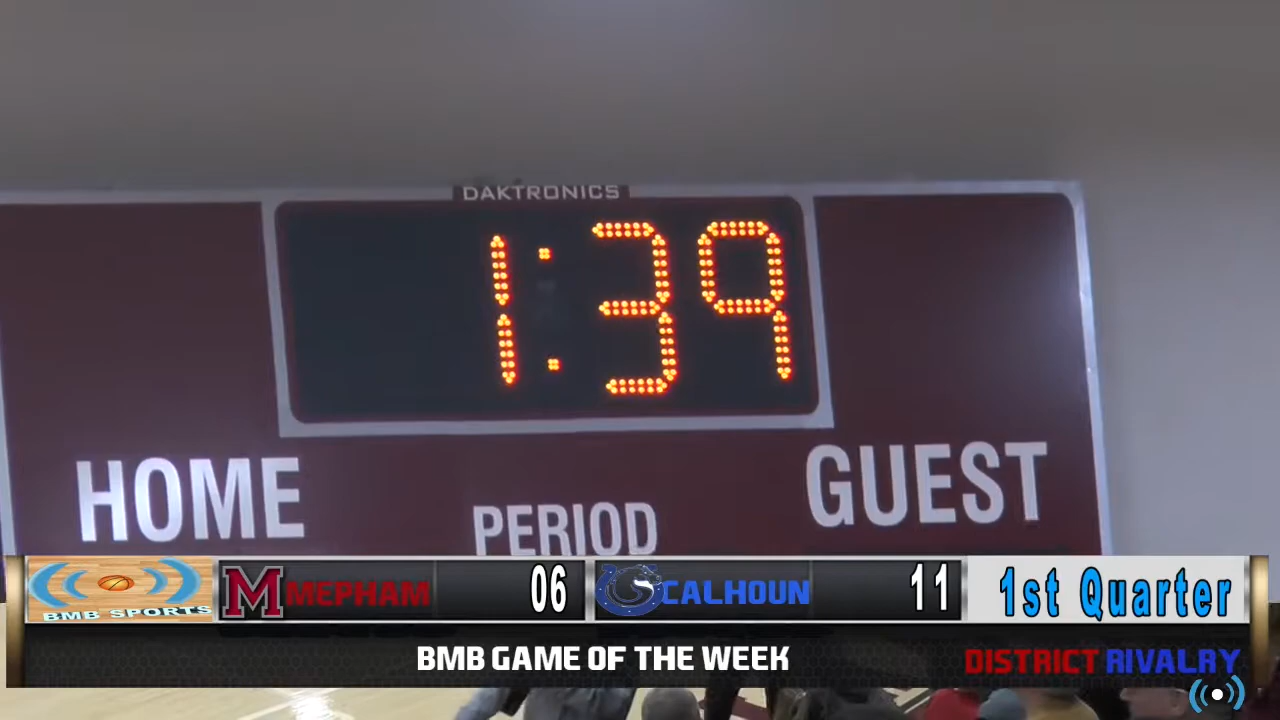 DAKTRONICS
1:39
HOME
PERIOD
GUEST
BMB SPORTS
M MEPHAM 06
CALHOUN 11
1st Quarter
BMB GAME OF THE WEEK
DISTRICT RIVALRY